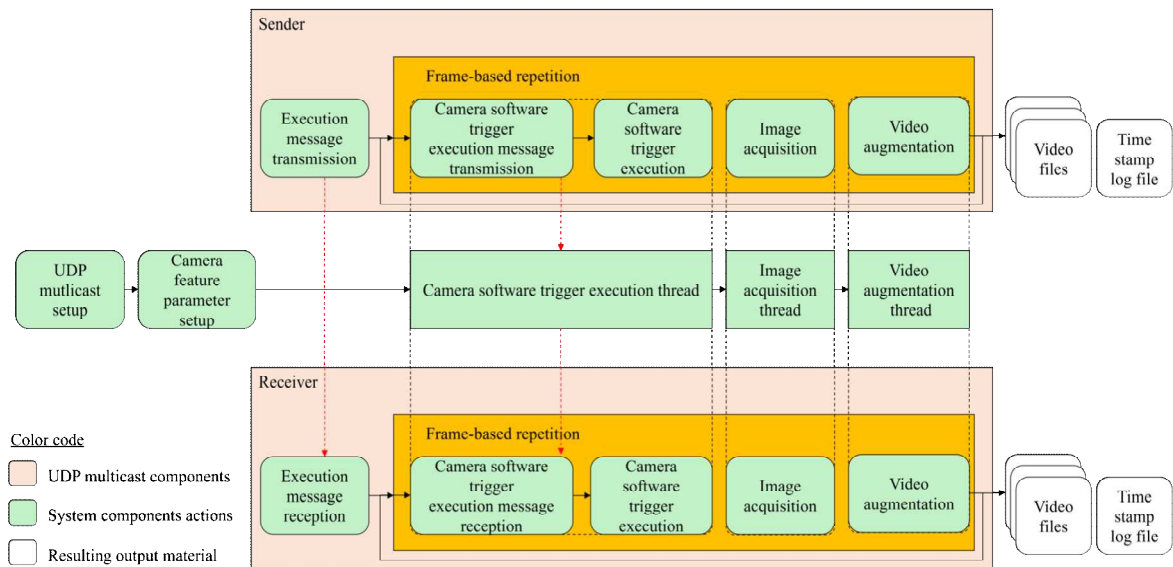 Sender
Frame-based repetition
Execution
message
transmission
Camera software
trigger
execution message
transmission
Camera
software
trigger
execution
Image
acquisition
Video
augmentation
Video
files
Time
stamp
log file
UDP
mutlicast
setup
Camera
feature
parameter
setup
Camera software trigger execution thread
Image
acquisition
thread
Video
augmentation
thread
Receiver
Frame-based repetition
Execution
message
reception
Camera software
trigger
execution message
reception
Camera
software
trigger
execution
Image
acquisition
Video
augmentation
Video
files
Time
stamp
log file
Color code
UDP multicast components
System components actions
Resulting output material